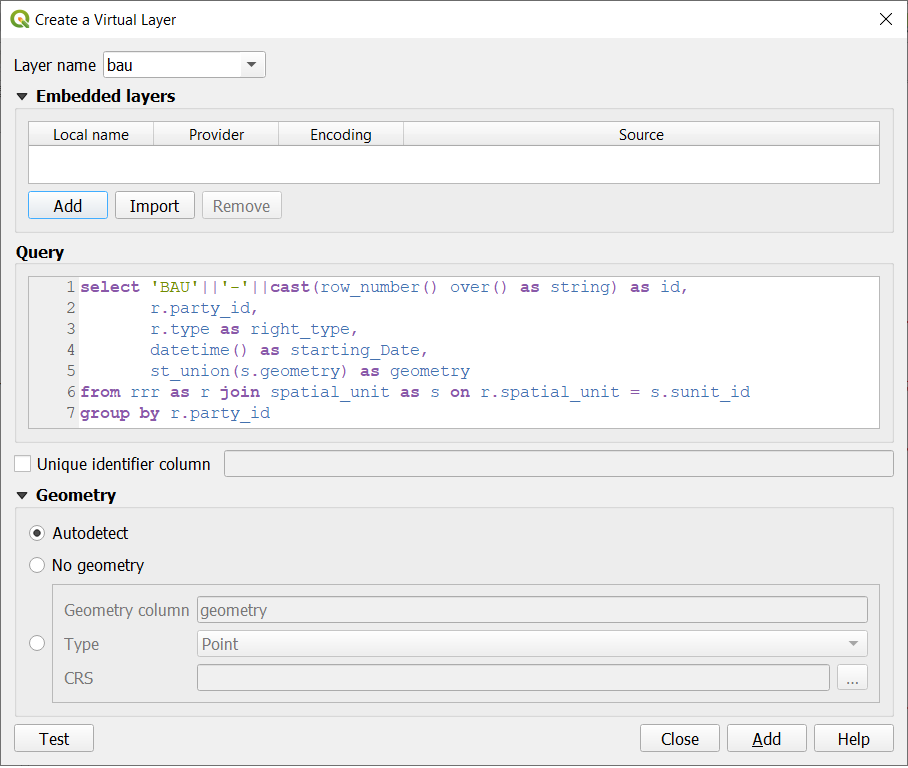 Create a Virtual Layer
Layer name bau
Embedded layers
Local name Provider Encoding Source
Add Import Remove
Query
1 select 'BAU'||'-'||cast(row_number() over() as string) as id,
2 r.party_id,
3 r.type as right_type,
4 datetime() as starting_Date,
5 st_union(s.geometry) as geometry
6 from rrr as r join spatial_unit as s on r.spatial_unit = s.sunit_id
7 group by r.party_id
Unique identifier column
Geometry
Autodetect
No geometry
Geometry column geometry
Type Point
CRS ...
Test Close Add Help